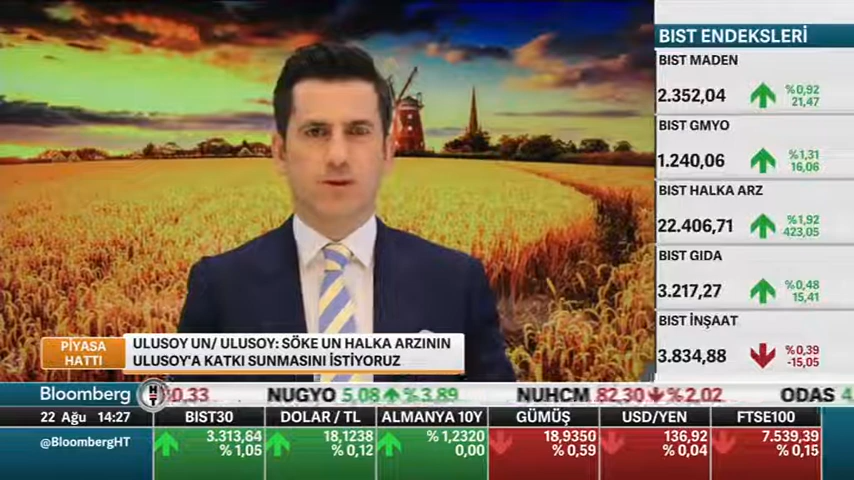 BIST ENDEKSLERİ
BIST MADEN
2.352,04 %0,92
21,47
BIST GMYO
1.240,06 %1,31
16,06
BIST HALKA ARZ
22.406,71 %1,92
423,05
BIST GIDA
3.217,27 %0,48
15,41
BIST İNŞAAT
3.834,88 %0,39
-15,05
PİYASA HATTI
ULUSOY UN/ ULUSOY: SÖKE UN HALKA ARZININ
ULUSOY'A KATKI SUNMASINI İSTİYORUZ
Bloomberg HT %0.33 NUGYO 5,08 %3.89 NUHCM 82,30 %2,02 ODAS 4
22 Ağu 14:27 BIST30 DOLAR / TL ALMANYA 10Y GÜMÜŞ USD/YEN FTSE100
@BloombergHT 3.313,64 18,1238 %1,2320 18,9350 136,92 7.539,39
% 1,05 % 0,12 0,00 % 0,59 % 0,04 % 0,15